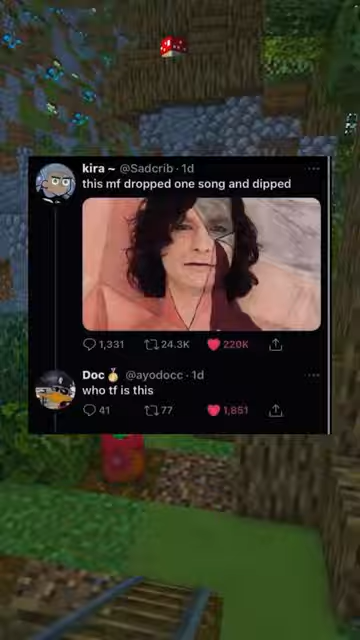 kira ~ @Sadcrib · 1d
this mf dropped one song and dipped
1,331 24.3K 220K
Doc🥇 @ayodocc · 1d
who tf is this
41 77 1,851